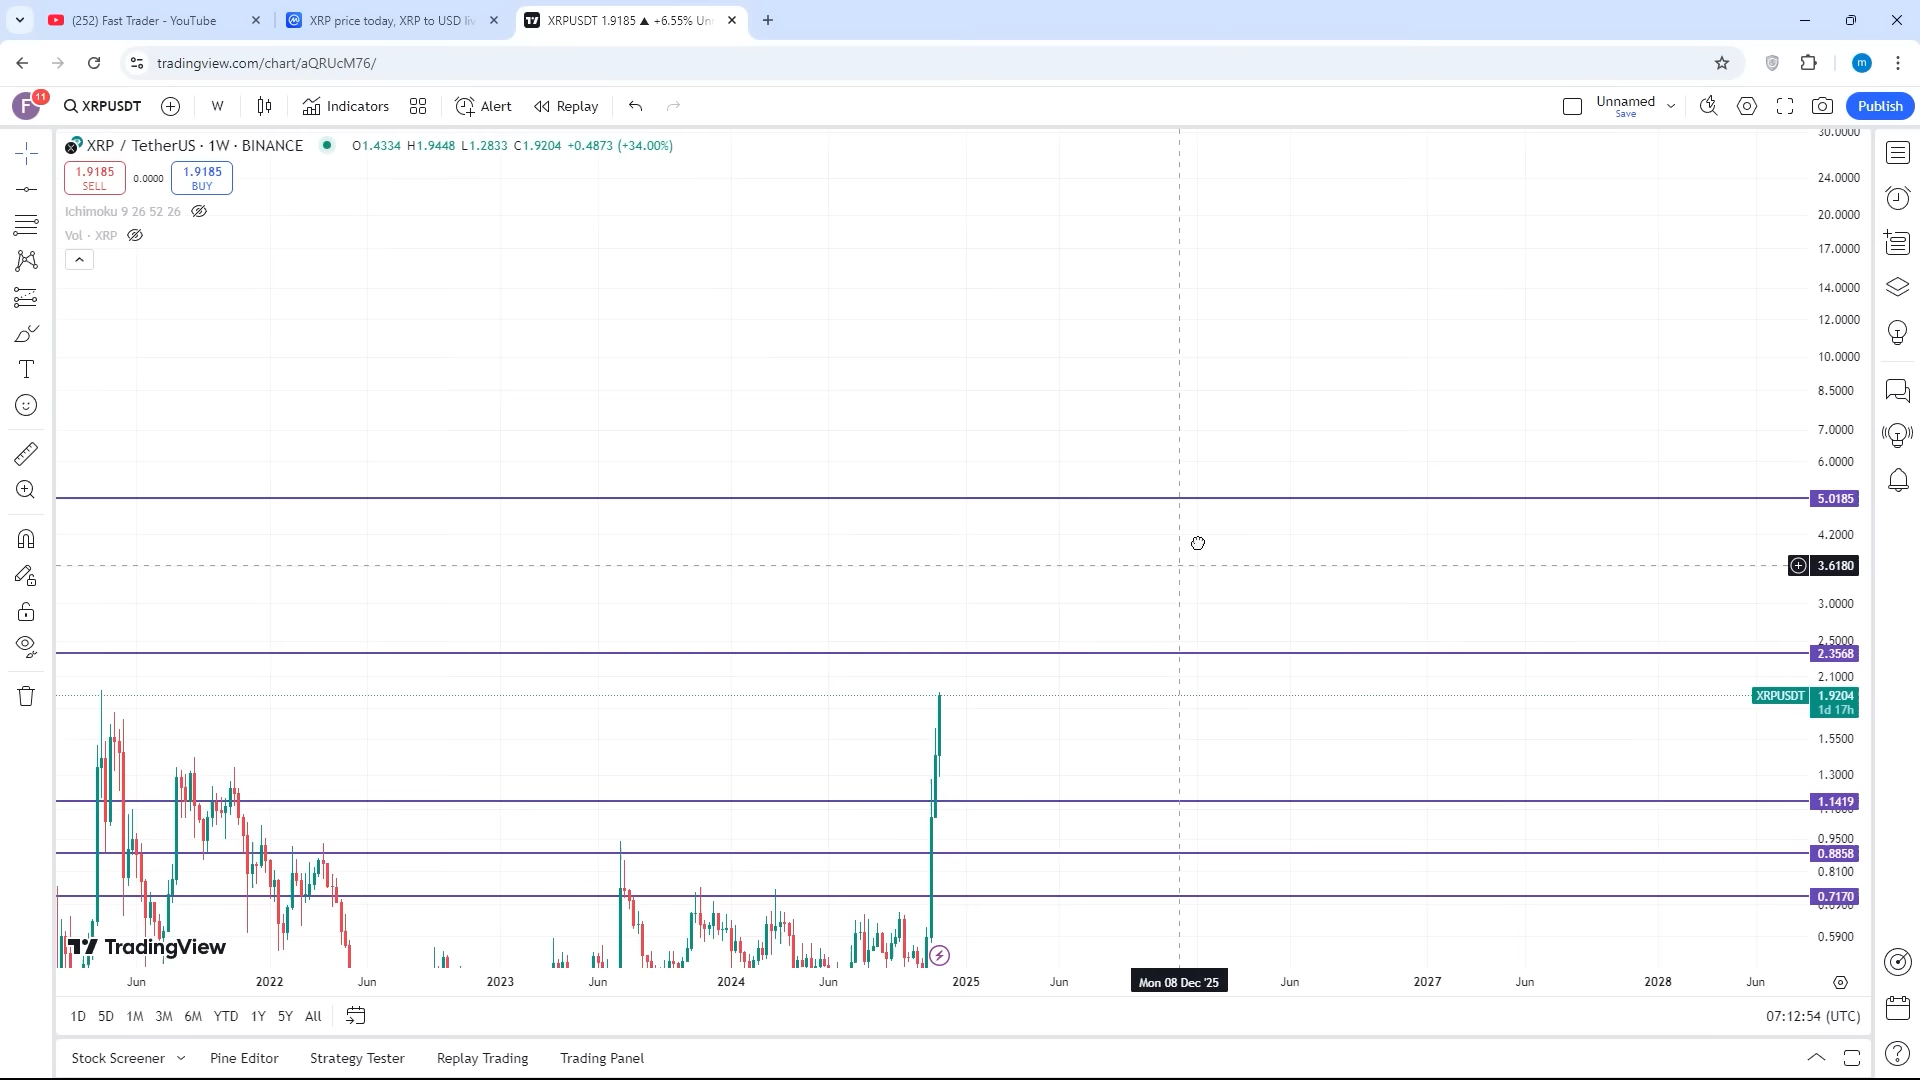 (252) Fast Trader - YouTube
XRP price today, XRP to USD liv
XRPUSDT 1.9185 ▲ +6.55% Un
tradingview.com/chart/aQRUcM76/
m
F
11
XRPUSDT
W
Indicators
Alert
Replay
Unnamed
Save
Publish
XRP / TetherUS · 1W · BINANCE
O1.4334 H1.9448 L1.2833 C1.9204 +0.4873 (+34.00%)
1.9185
SELL
0.0000
1.9185
BUY
Ichimoku 9 26 52 26
Vol · XRP
30.0000
24.0000
20.0000
17.0000
14.0000
12.0000
10.0000
8.5000
7.0000
6.0000
5.0185
4.2000
3.6180
3.0000
2.5000
2.3568
2.1000
XRPUSDT 1.9204
1d 17h
1.5500
1.3000
1.1419
0.9500
0.8858
0.8100
0.7170
0.5900
TradingView
Jun 2022 Jun 2023 Jun 2024 Jun 2025 Jun Mon 08 Dec '25 Jun 2027 Jun 2028 Jun
1D 5D 1M 3M 6M YTD 1Y 5Y All
07:12:54 (UTC)
Stock Screener Pine Editor Strategy Tester Replay Trading Trading Panel